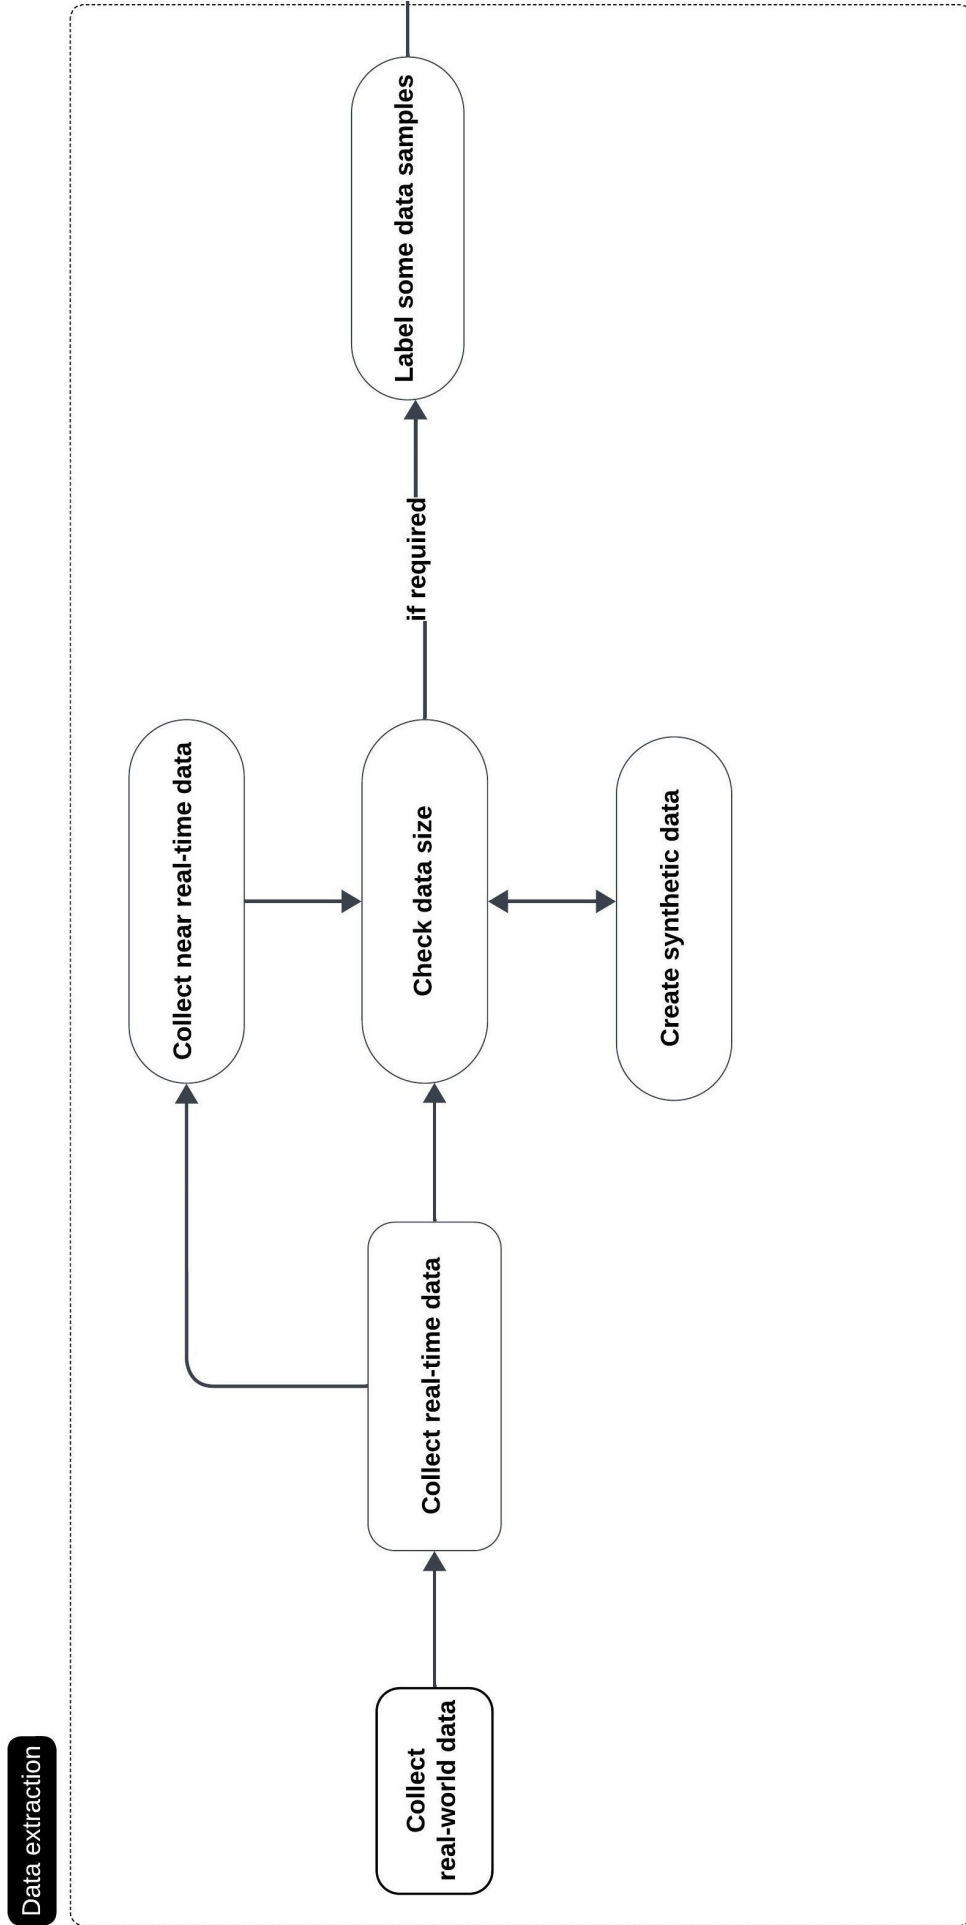 Data extraction
Collect
real-world data
Collect real-time data
Collect near real-time data
Check data size
Create synthetic data
if required
Label some data samples